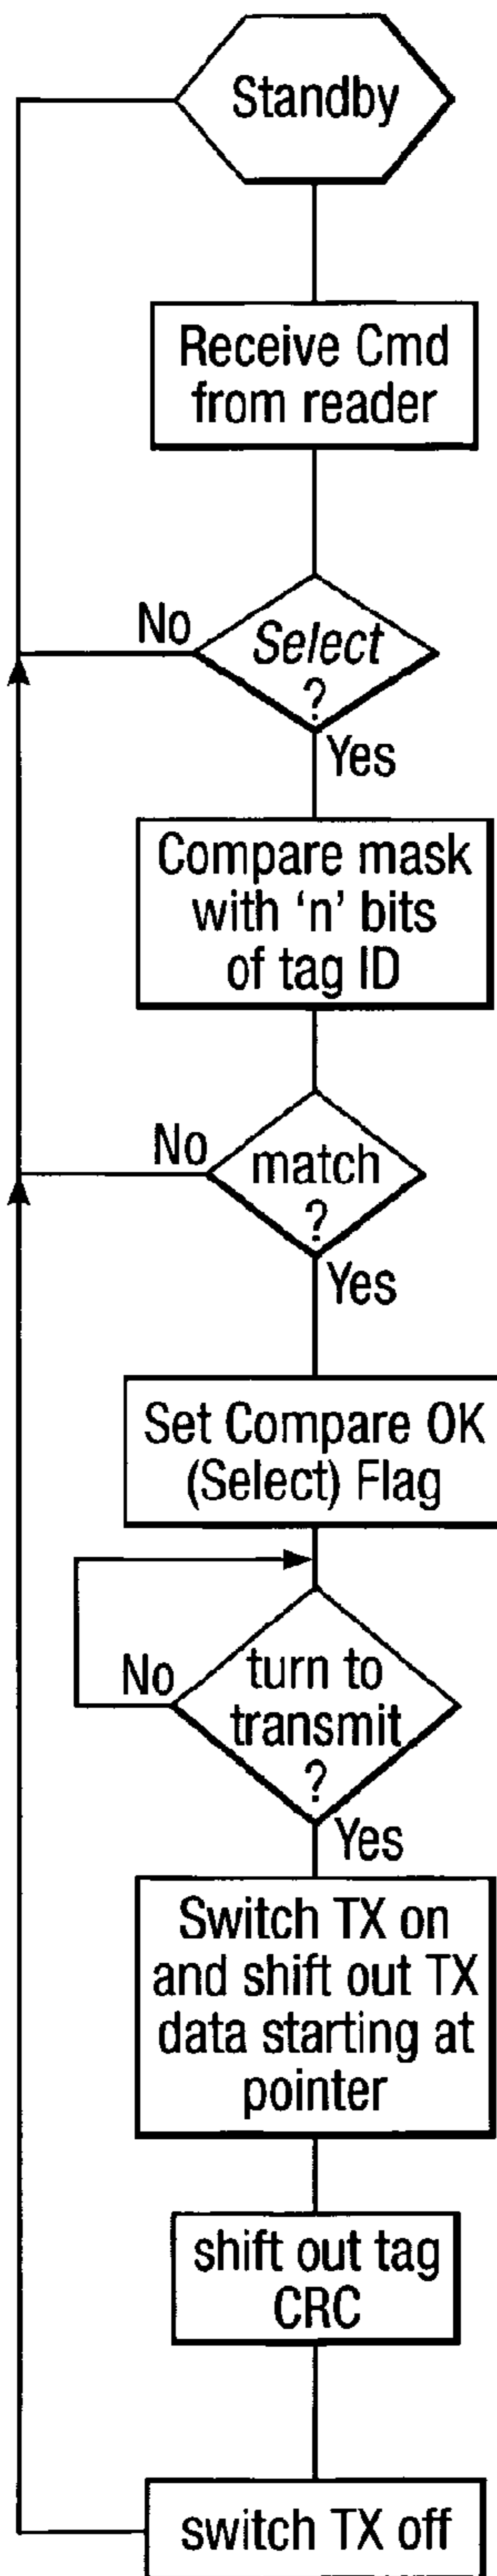 Standby
Receive Cmd
from reader
No
Select
?
Yes
Compare mask
with ‘n’ bits
of tag ID
No
match
?
Yes
Set Compare OK
(Select) Flag
No
turn to
transmit
?
Yes
Switch TX on
and shift out TX
data starting at
pointer
shift out tag
CRC
switch TX off